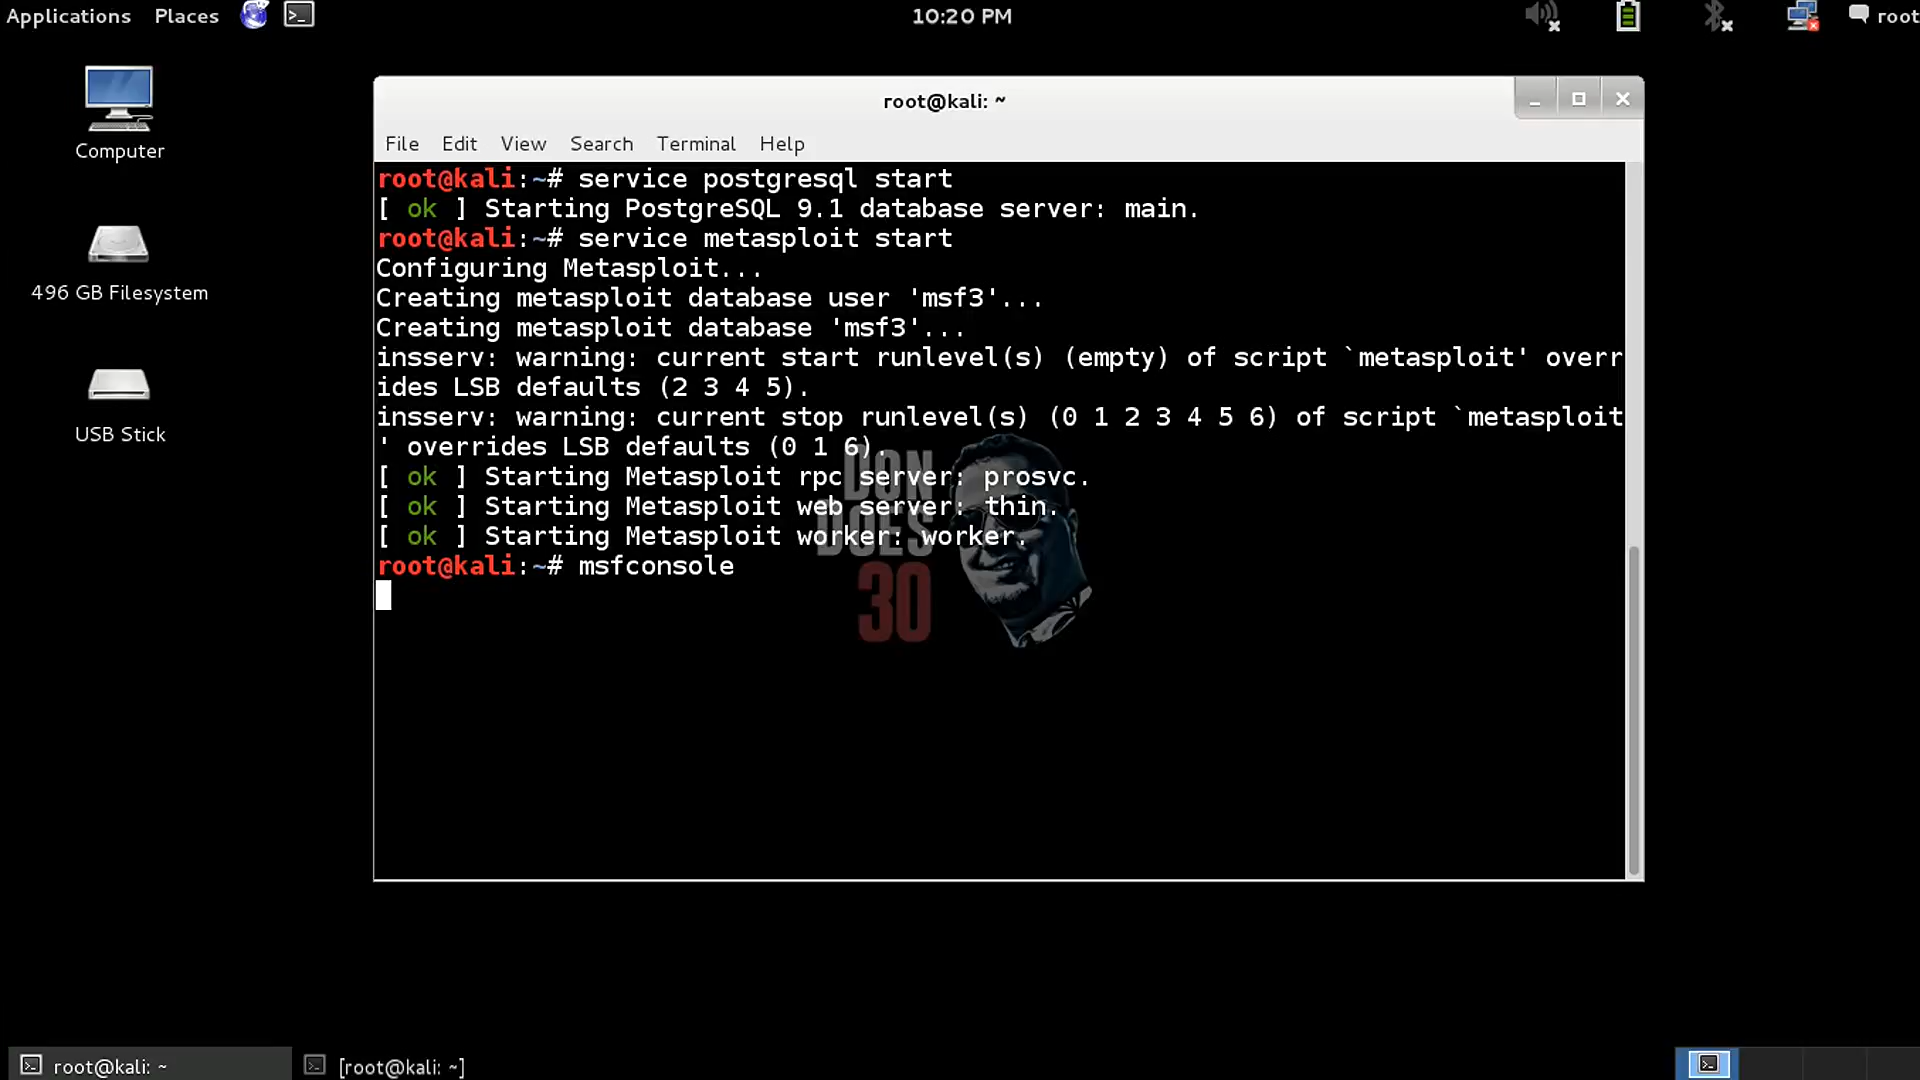 Applications Places 10:20 PM root
Computer
496 GB Filesystem
USB Stick
root@kali: ~
File Edit View Search Terminal Help
root@kali:~# service postgresql start
[ ok ] Starting PostgreSQL 9.1 database server: main.
root@kali:~# service metasploit start
Configuring Metasploit...
Creating metasploit database user 'msf3'...
Creating metasploit database 'msf3'...
insserv: warning: current start runlevel(s) (empty) of script `metasploit' overr
ides LSB defaults (2 3 4 5).
insserv: warning: current stop runlevel(s) (0 1 2 3 4 5 6) of script `metasploit
' overrides LSB defaults (0 1 6).
[ ok ] Starting Metasploit rpc server: prosvc.
[ ok ] Starting Metasploit web server: thin.
[ ok ] Starting Metasploit worker: worker.
root@kali:~# msfconsole
DON
DOES
30
root@kali: ~
[root@kali: ~]